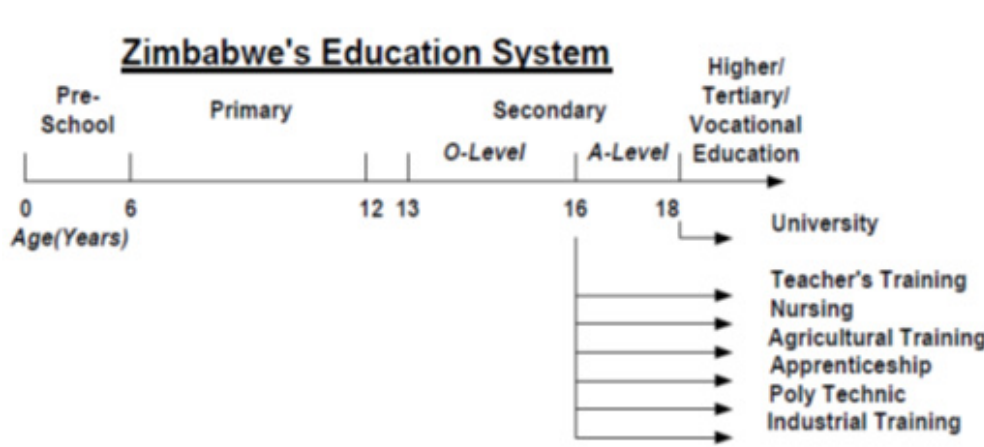 Zimbabwe's Education System
Pre-
School
Primary
Secondary
Higher/
Tertiary/
Vocational
Education
O-Level
A-Level
0
6
12
13
16
18
Age(Years)
University
Teacher's Training
Nursing
Agricultural Training
Apprenticeship
Poly Technic
Industrial Training